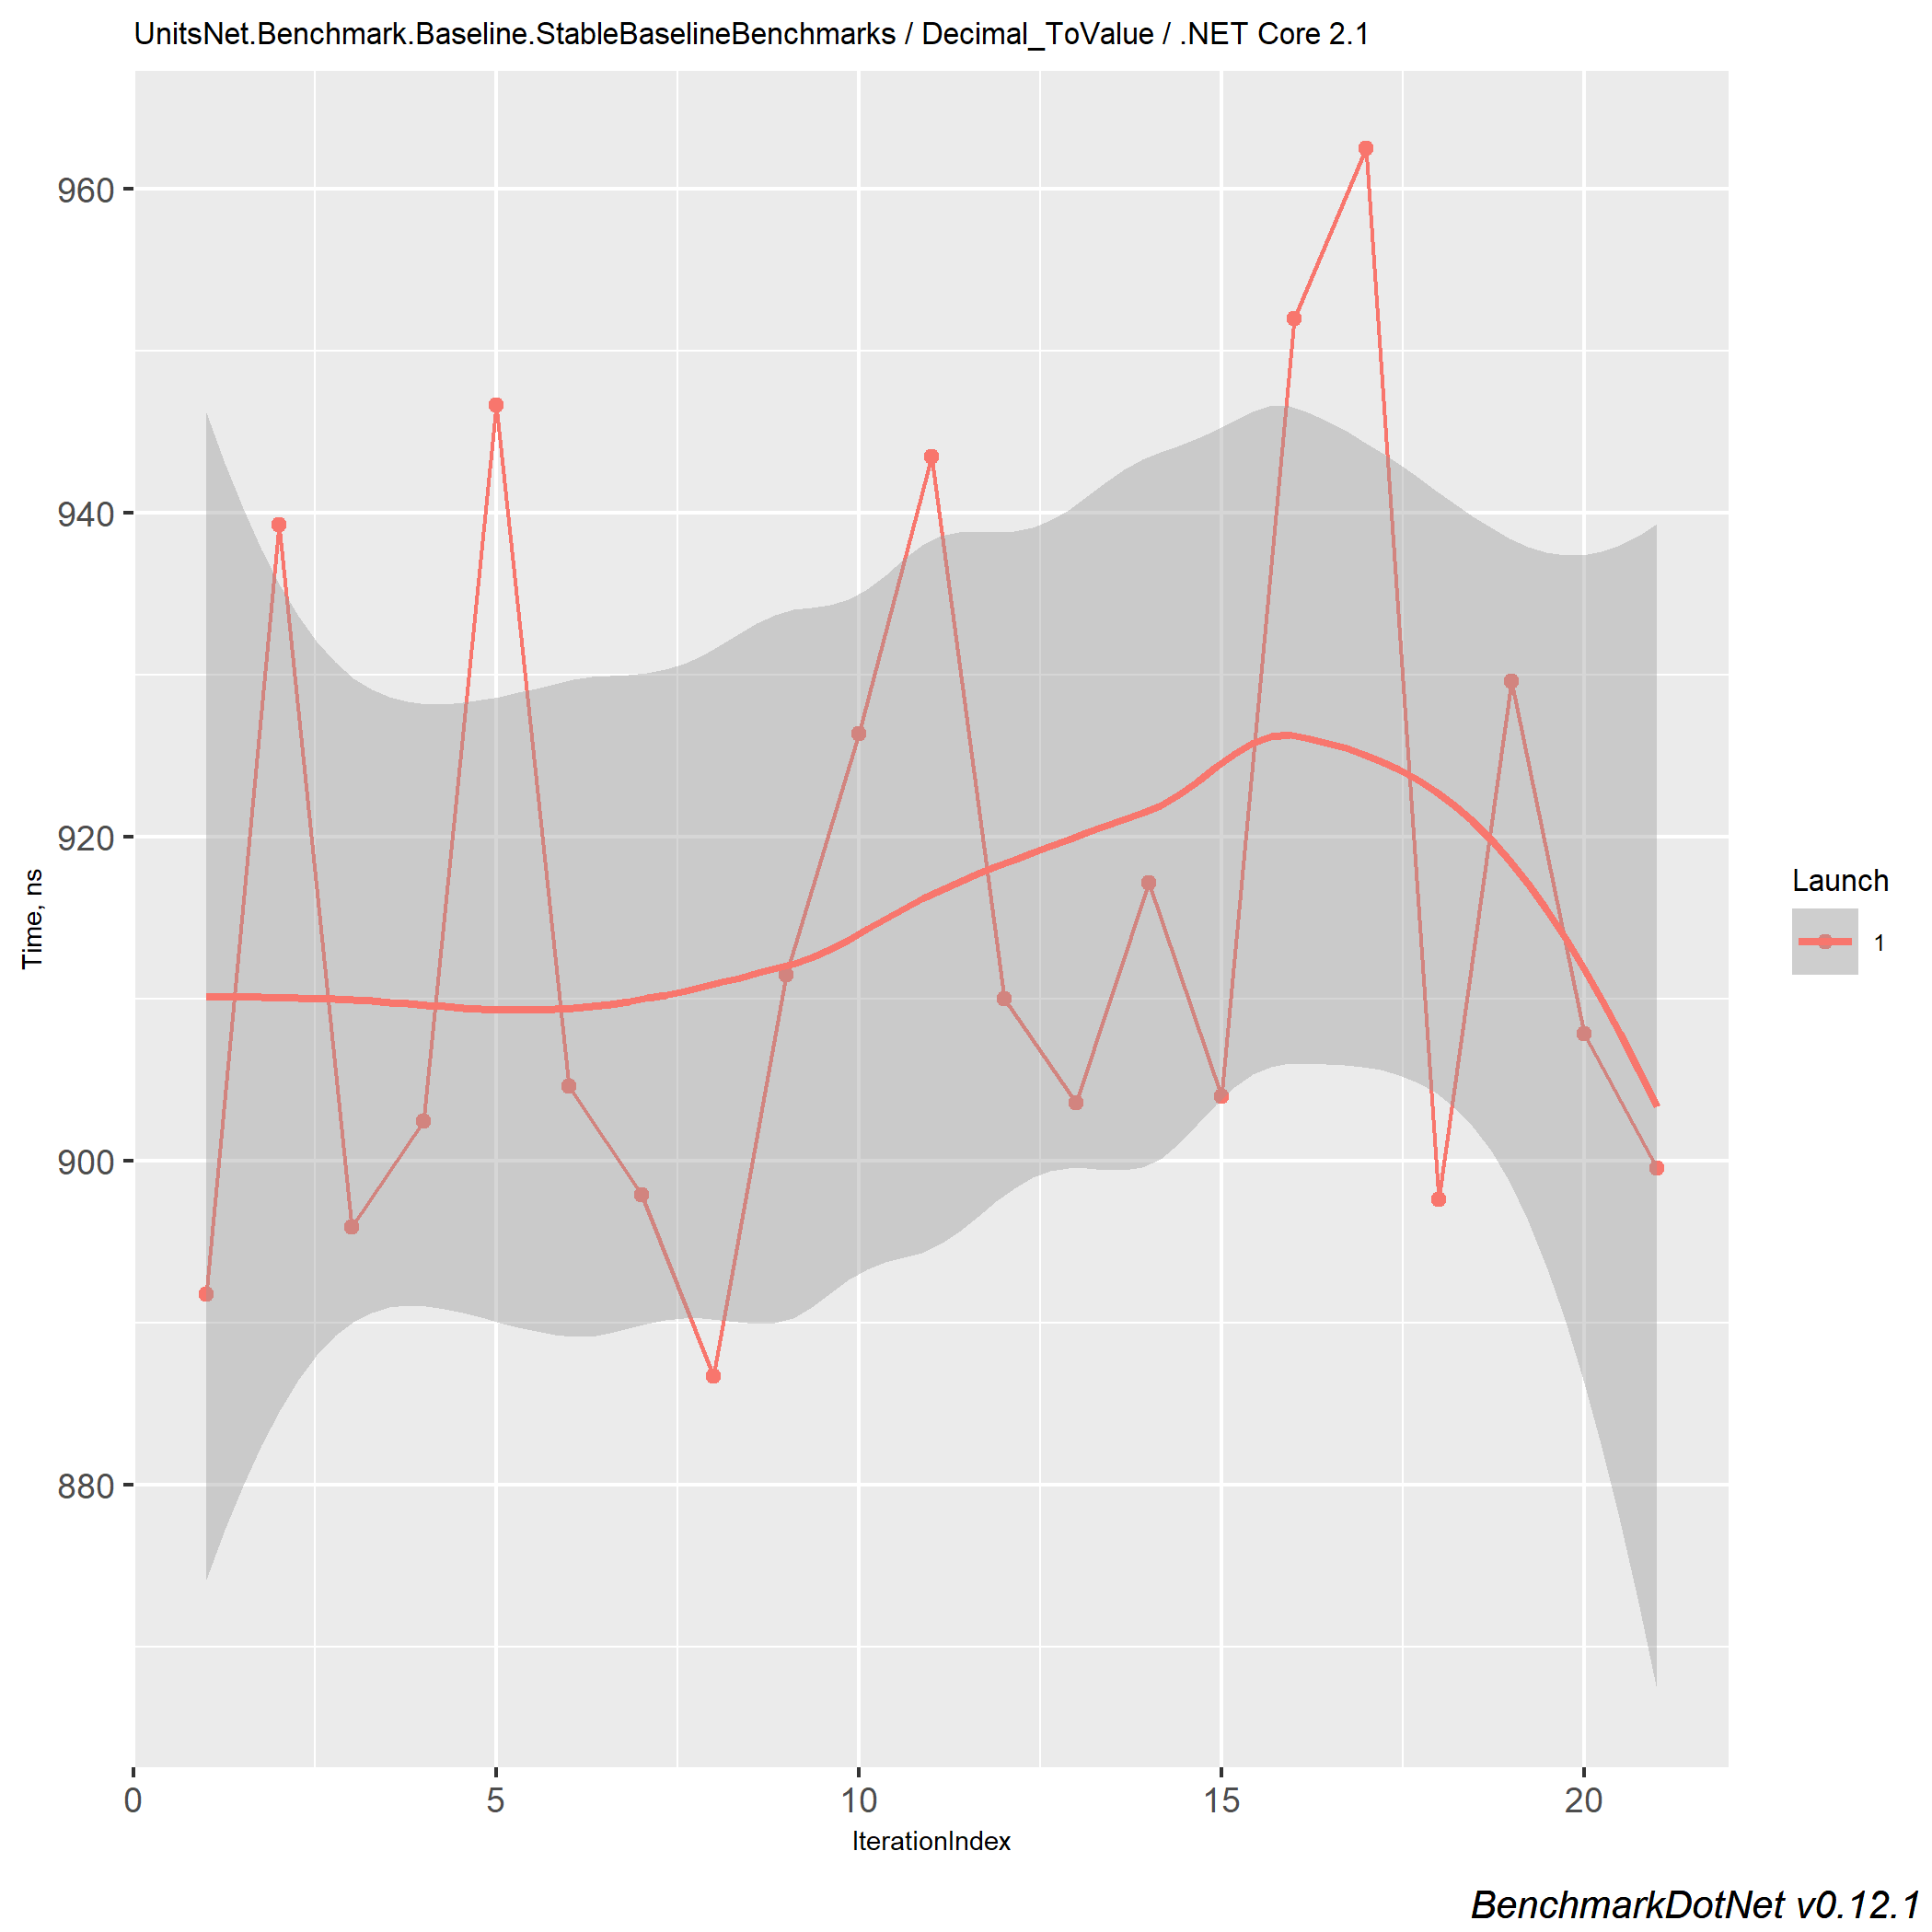 UnitsNet.Benchmark.Baseline.StableBaselineBenchmarks / Decimal_ToValue / .NET Core 2.1
960
940
920
900
880
Time, ns
0 5 10 15 20
IterationIndex
Launch
1
BenchmarkDotNet v0.12.1